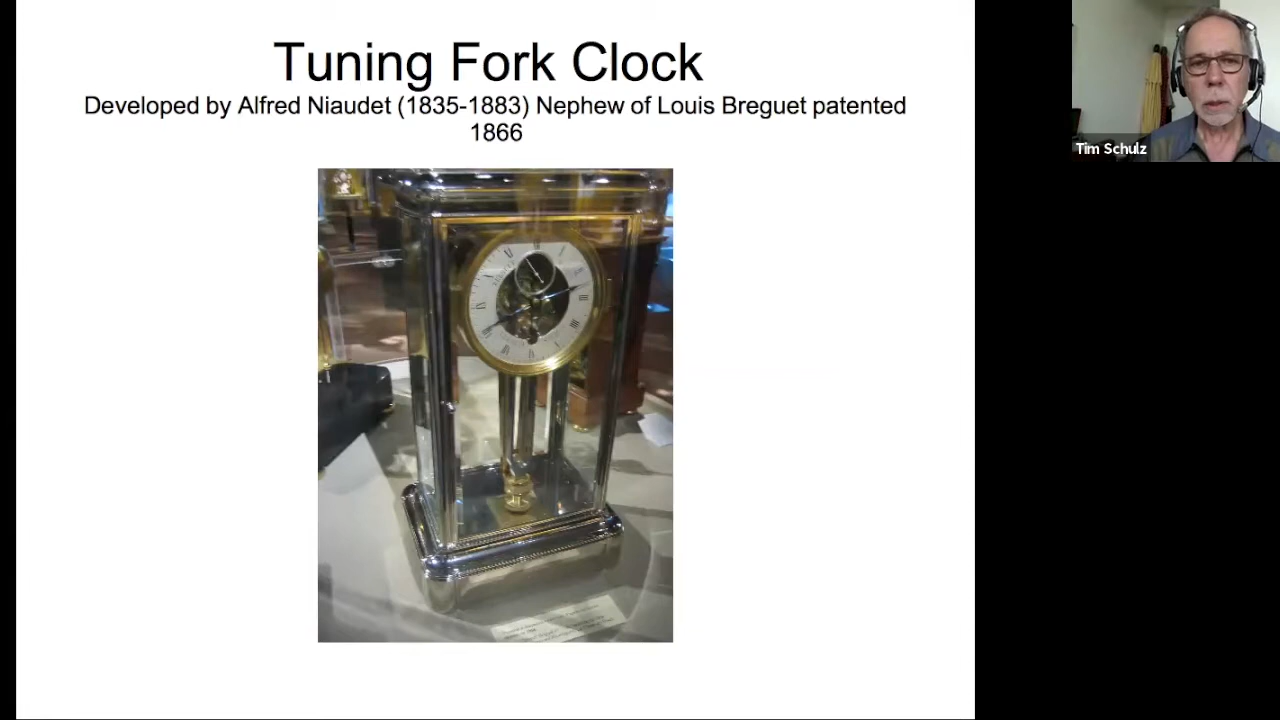 Tuning Fork Clock
Developed by Alfred Niaudet (1835-1883) Nephew of Louis Breguet patented
1866
Tim Schulz